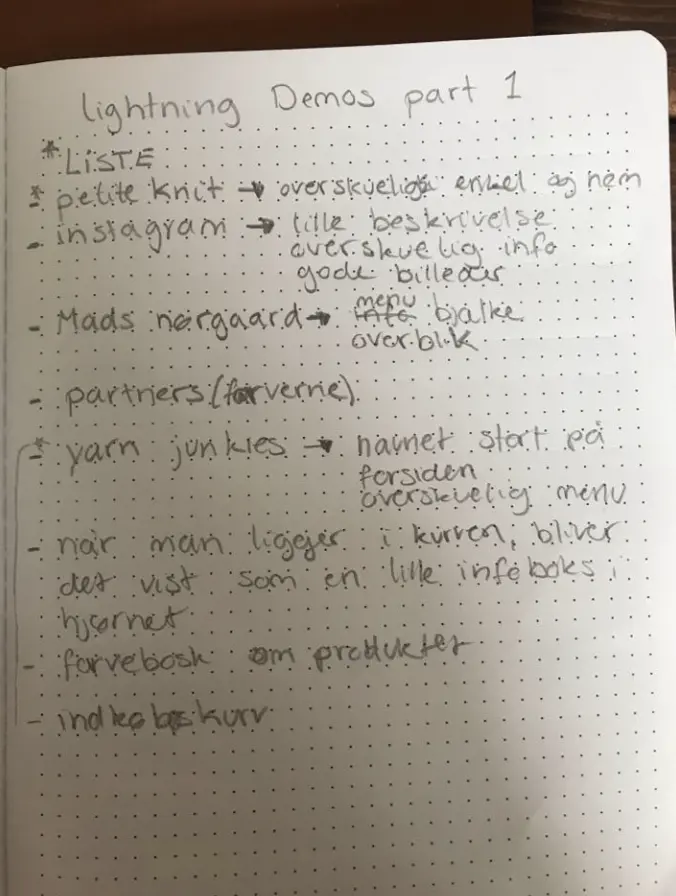 lightning Demos part 1
* LISTE
* petite knit → overskuelig enkel og nem
- instagram → lille beskrivelse
overskuelig info
gode billeder
- Mads nørgaard → menu bjalke
overblik
- partners (farverne)
* yarn junkies → navnet stort på
forsiden
overskuelig menu
- når man ligejer i kurven, bliver
det vist som en lille infoboks i
hjørnet
- farveboks om produkter
- indkøbskurv